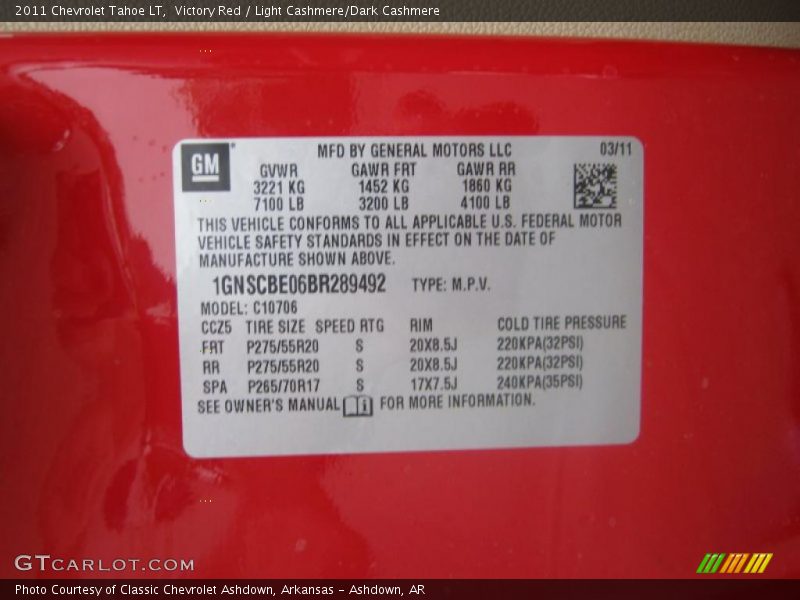 2011 Chevrolet Tahoe LT,  Victory Red / Light Cashmere/Dark Cashmere
GM
MFD BY GENERAL MOTORS LLC 03/11
GVWR GAWR FRT GAWR RR
3221 KG 1452 KG 1860 KG
7100 LB 3200 LB 4100 LB
THIS VEHICLE CONFORMS TO ALL APPLICABLE U.S. FEDERAL MOTOR
VEHICLE SAFETY STANDARDS IN EFFECT ON THE DATE OF
MANUFACTURE SHOWN ABOVE.
1GNSCBE06BR289492 TYPE: M.P.V.
MODEL: C10706
CCZ5 TIRE SIZE SPEED RTG RIM COLD TIRE PRESSURE
FRT P275/55R20 S 20X8.5J 220KPA(32PSI)
RR P275/55R20 S 20X8.5J 220KPA(32PSI)
SPA P265/70R17 S 17X7.5J 240KPA(35PSI)
SEE OWNER'S MANUAL FOR MORE INFORMATION.
GTCARLOT.COM
Photo Courtesy of Classic Chevrolet Ashdown, Arkansas - Ashdown, AR